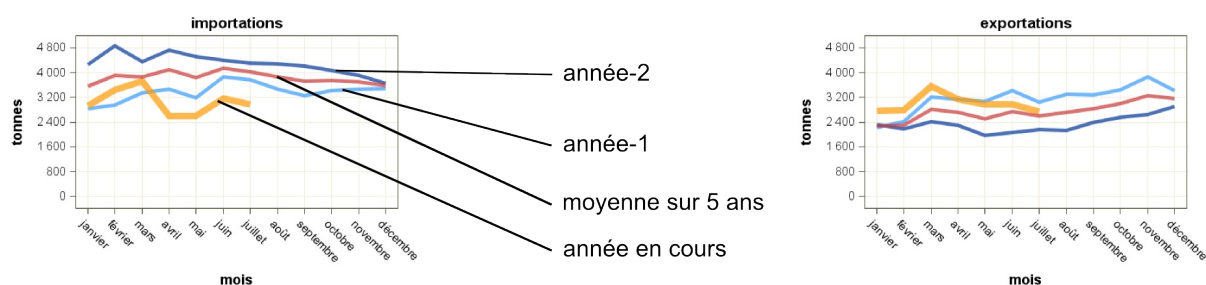 importations
tonnes
4 800
4 000
3 200
2 400
1 600
800
0
janvier
février
mars
avril
mai
juin
juillet
août
septembre
octobre
novembre
décembre
mois
année-2
année-1
moyenne sur 5 ans
année en cours
exportations
tonnes
4 800
4 000
3 200
2 400
1 600
800
0
janvier
février
mars
avril
mai
juin
juillet
août
septembre
octobre
novembre
décembre
mois